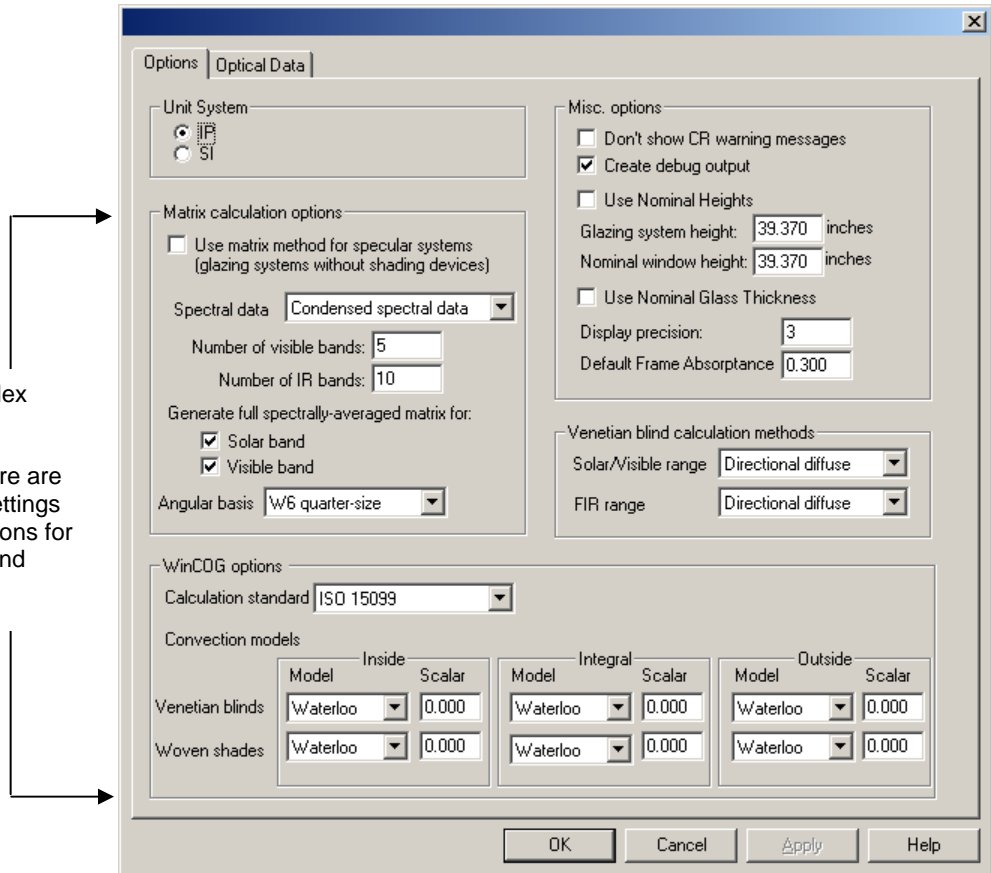 Options
Optical Data
Unit System
IP
SI
Matrix calculation options
Use matrix method for specular systems
(glazing systems without shading devices)
Spectral data Condensed spectral data
Number of visible bands: 5
Number of IR bands: 10
Generate full spectrally-averaged matrix for:
Solar band
Visible band
Angular basis W6 quarter-size
Misc. options
Don't show CR warning messages
Create debug output
Use Nominal Heights
Glazing system height: 39.370 inches
Nominal window height: 39.370 inches
Use Nominal Glass Thickness
Display precision: 3
Default Frame Absorptance 0.300
Venetian blind calculation methods
Solar/Visible range Directional diffuse
FIR range Directional diffuse
WinCOG options
Calculation standard ISO 15099
Convection models
Inside Integral Outside
Model Scalar Model Scalar Model Scalar
Venetian blinds Waterloo 0.000 Waterloo 0.000 Waterloo 0.000
Woven shades Waterloo 0.000 Waterloo 0.000 Waterloo 0.000
OK Cancel Apply Help
lex
re are
ettings
ons for
nd